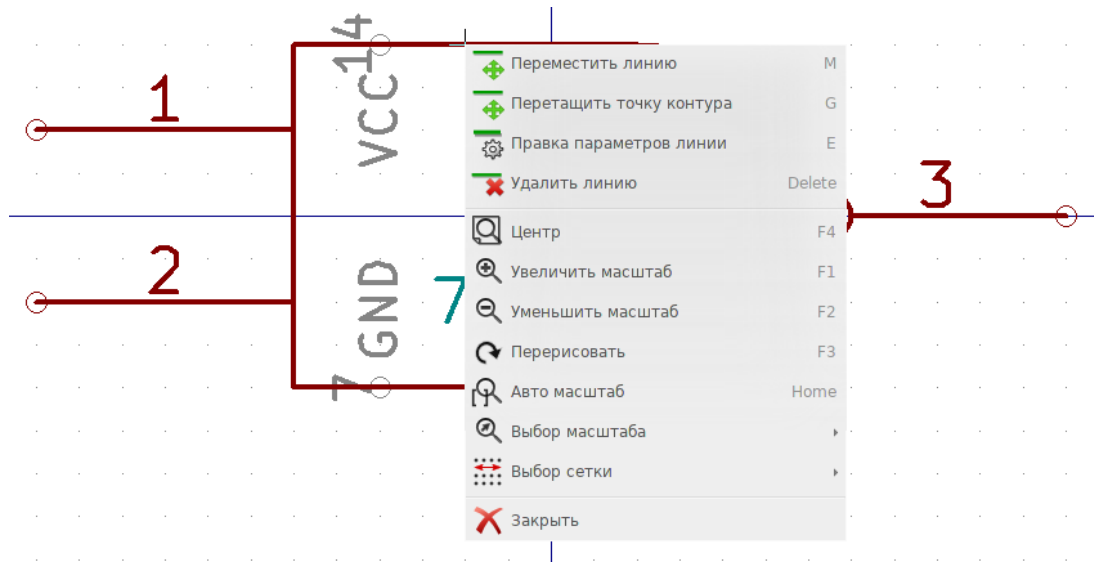 14
VCC
1
2
3
GND
7
7
Переместить линию M
Перетащить точку контура G
Правка параметров линии E
Удалить линию Delete
Центр F4
Увеличить масштаб F1
Уменьшить масштаб F2
Перерисовать F3
Авто масштаб Home
Выбор масштаба
Выбор сетки
Закрыть